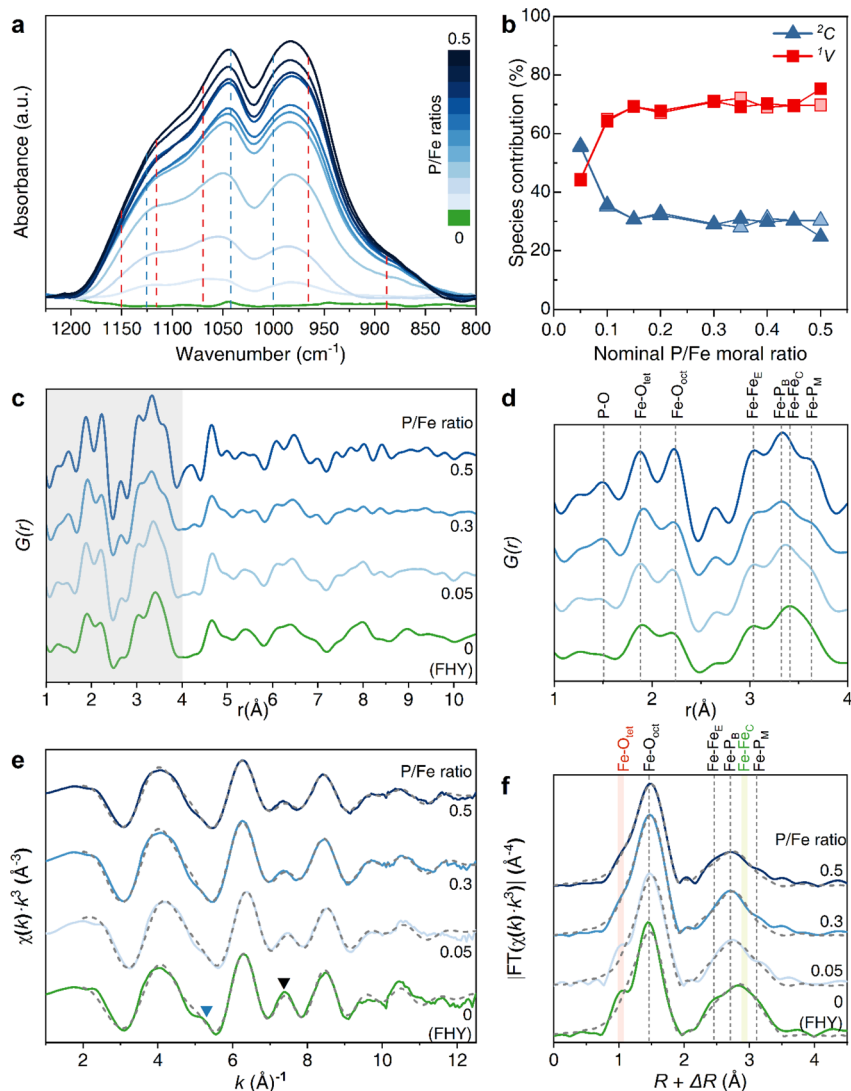 a
0.5
P/Fe ratios
0
Absorbance (a.u.)
1200 1150 1100 1050 1000 950 900 850 800
Wavenumber (cm⁻¹)
b
²C
¹V
Species contribution (%)
100
80
60
40
20
0
0.0 0.1 0.2 0.3 0.4 0.5
Nominal P/Fe moral ratio
c
P/Fe ratio
0.5
0.3
0.05
0
(FHY)
G(r)
1 2 3 4 5 6 7 8 9 10
r(Å)
d
P-O
Fe-O_tet
Fe-O_oct
Fe-Fe_E
Fe-P_B
Fe-Fe_C
Fe-P_M
G(r)
1 2 3 4
r(Å)
e
P/Fe ratio
0.5
0.3
0.05
0
(FHY)
χ(k)·k³ (Å⁻³)
2 4 6 8 10 12
k (Å)⁻¹
f
Fe-O_tet
Fe-O_oct
Fe-Fe_E
Fe-P_B
Fe-Fe_C
Fe-P_M
P/Fe ratio
0.5
0.3
0.05
0
(FHY)
|FT(χ(k)·k³)| (Å⁻⁴)
0 1 2 3 4
R + ΔR (Å)